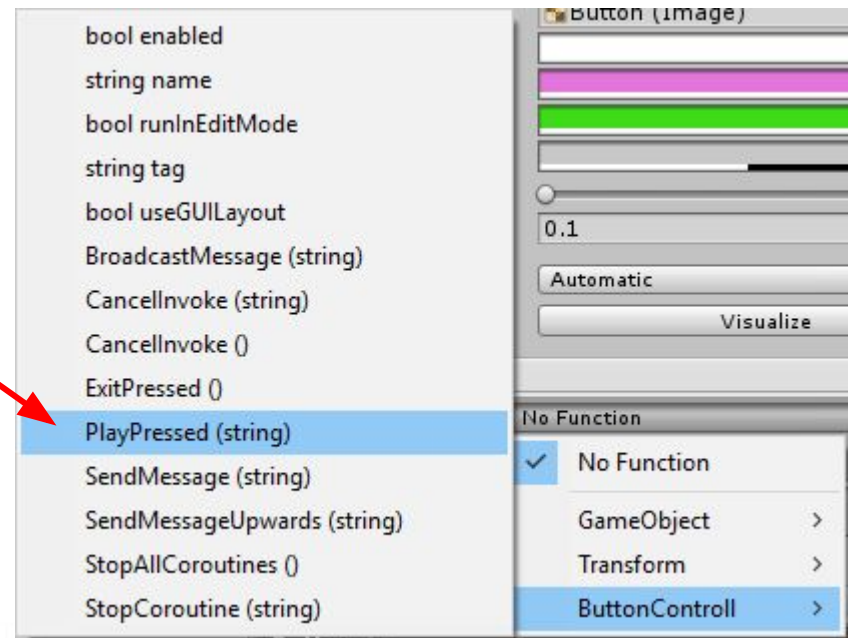 bool enabled
string name
bool runInEditMode
string tag
bool useGUILayout
BroadcastMessage (string)
CancelInvoke (string)
CancelInvoke ()
ExitPressed ()
PlayPressed (string)
SendMessage (string)
SendMessageUpwards (string)
StopAllCoroutines ()
StopCoroutine (string)
Button (Image)
0.1
Automatic
Visualize
No Function
No Function
GameObject
Transform
ButtonControll